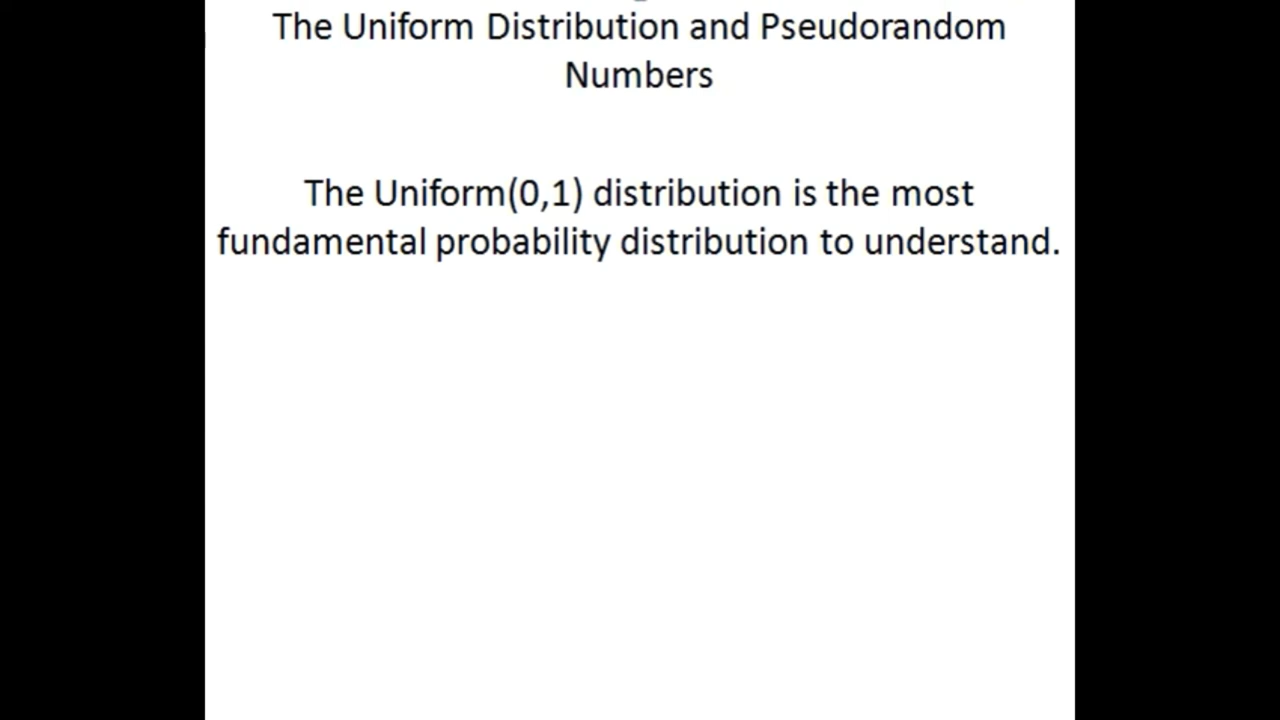 The Uniform Distribution and Pseudorandom
Numbers
The Uniform(0,1) distribution is the most
fundamental probability distribution to understand.